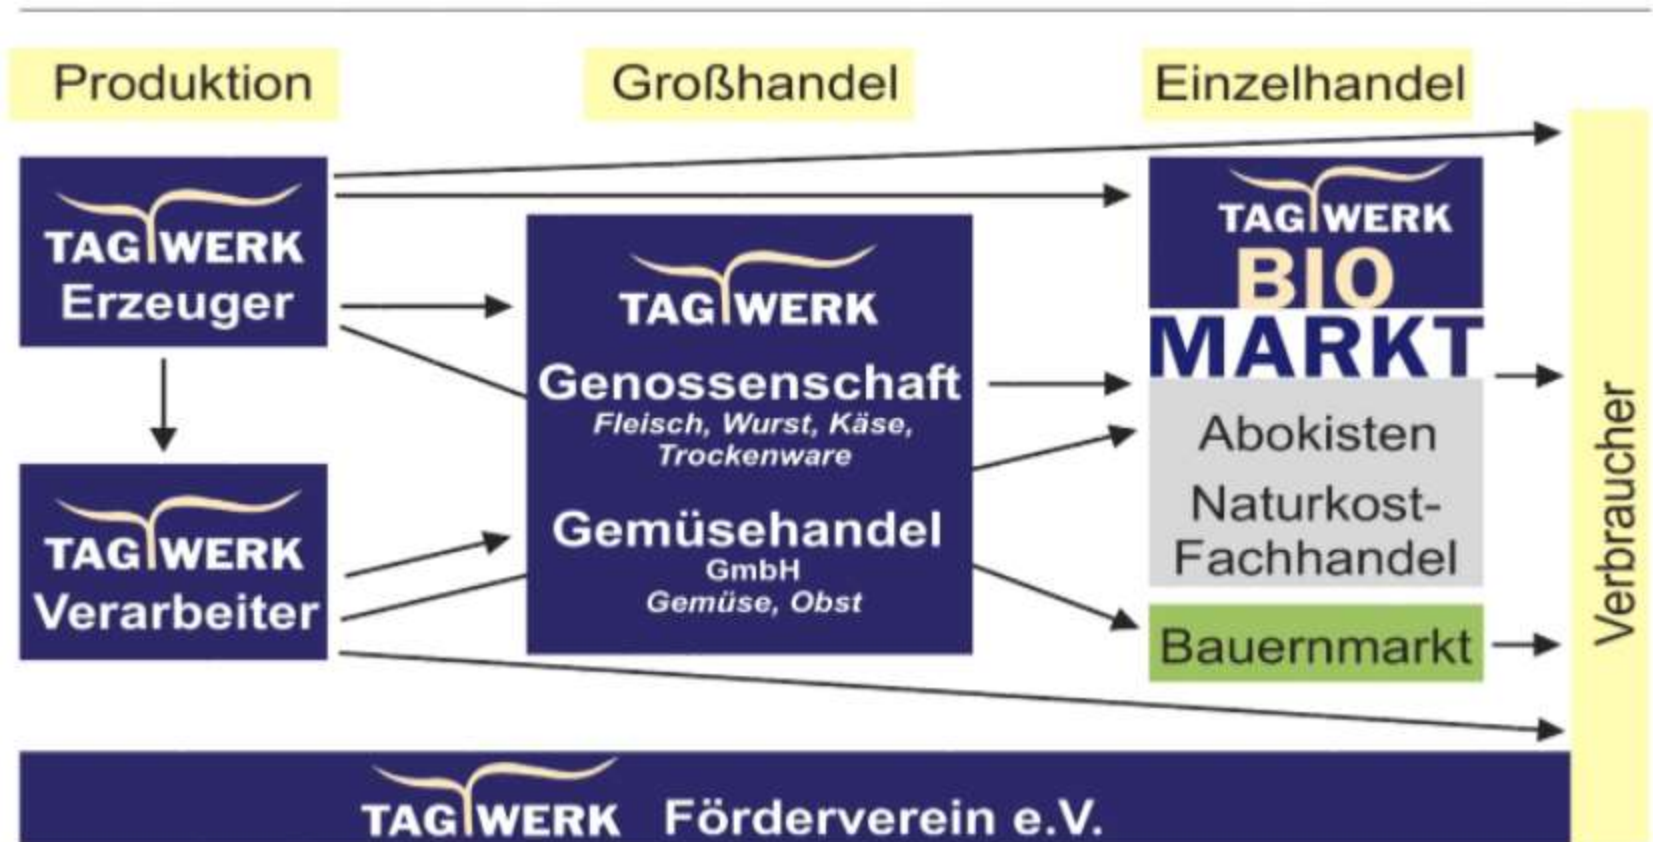 Produktion
Großhandel
Einzelhandel
TAGWERK
Erzeuger
TAGWERK
Verarbeiter
TAGWERK
Genossenschaft
Fleisch, Wurst, Käse,
Trockenware
Gemüsehandel
GmbH
Gemüse, Obst
TAGWERK
BIO
MARKT
Abokisten
Naturkost-
Fachhandel
Bauernmarkt
Verbraucher
TAGWERK Förderverein e.V.